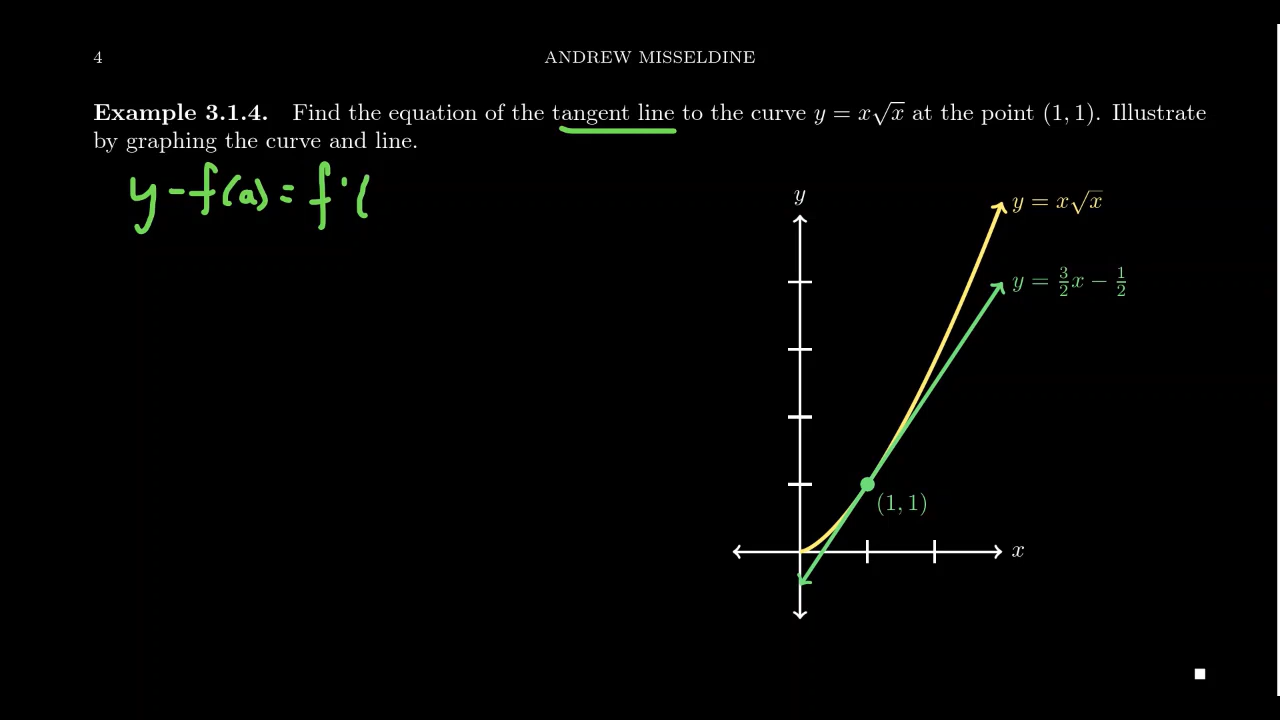 4 ANDREW MISSELDINE
Example 3.1.4. Find the equation of the tangent line to the curve y = x√x at the point (1, 1). Illustrate
by graphing the curve and line.
y - f(a) = f'(
y
y = x√x
y = 3/2x − 1/2
(1, 1)
x